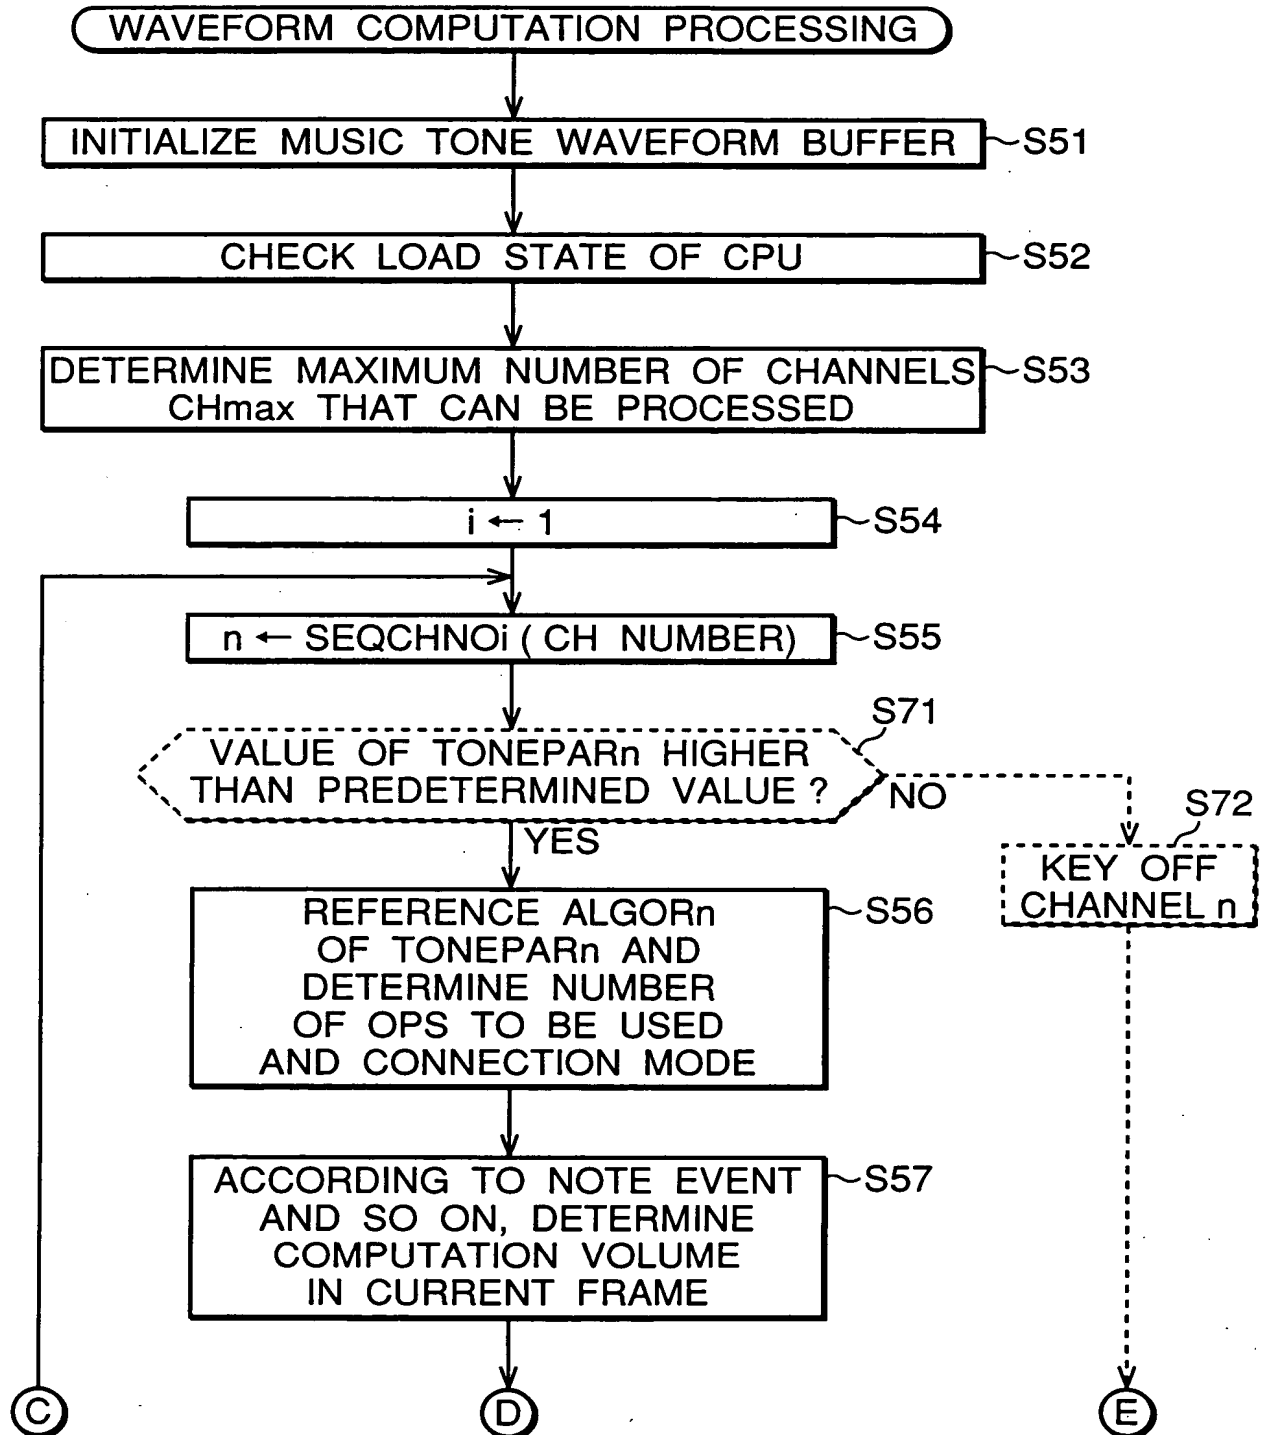 WAVEFORM COMPUTATION PROCESSING
INITIALIZE MUSIC TONE WAVEFORM BUFFER
S51
CHECK LOAD STATE OF CPU
S52
DETERMINE MAXIMUM NUMBER OF CHANNELS
CHmax THAT CAN BE PROCESSED
S53
i ← 1
S54
n ← SEQCHNOi ( CH NUMBER)
S55
S71
VALUE OF TONEPARn HIGHER
THAN PREDETERMINED VALUE ?
NO
YES
S72
KEY OFF
CHANNEL n
REFERENCE ALGORn
OF TONEPARn AND
DETERMINE NUMBER
OF OPS TO BE USED
AND CONNECTION MODE
S56
ACCORDING TO NOTE EVENT
AND SO ON, DETERMINE
COMPUTATION VOLUME
IN CURRENT FRAME
S57
C
D
E